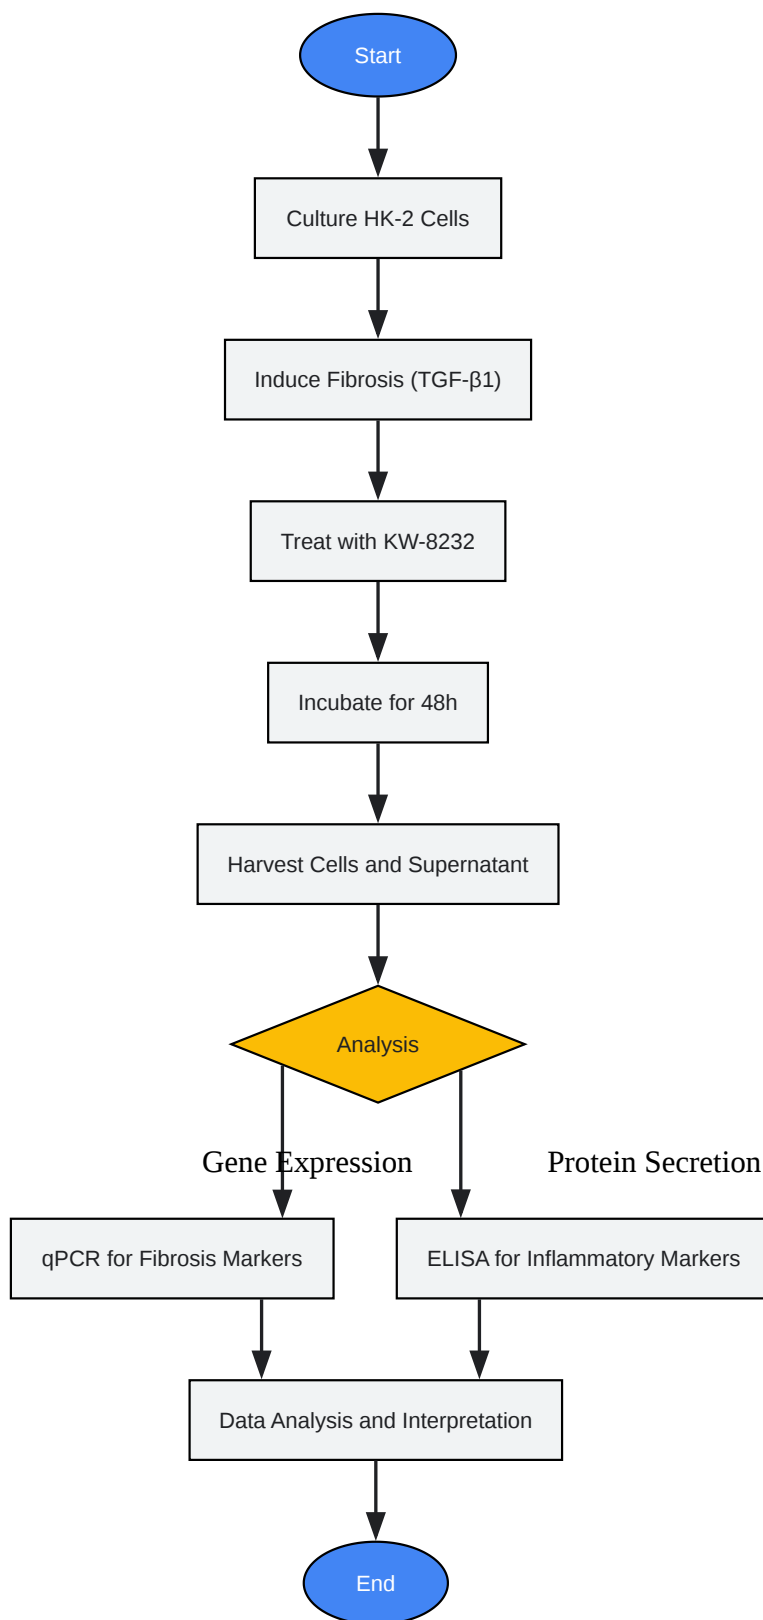 Start
Culture HK-2 Cells
Induce Fibrosis (TGF-β1)
Treat with KW-8232
Incubate for 48h
Harvest Cells and Supernatant
Analysis
Gene Expression
Protein Secretion
qPCR for Fibrosis Markers
ELISA for Inflammatory Markers
Data Analysis and Interpretation
End